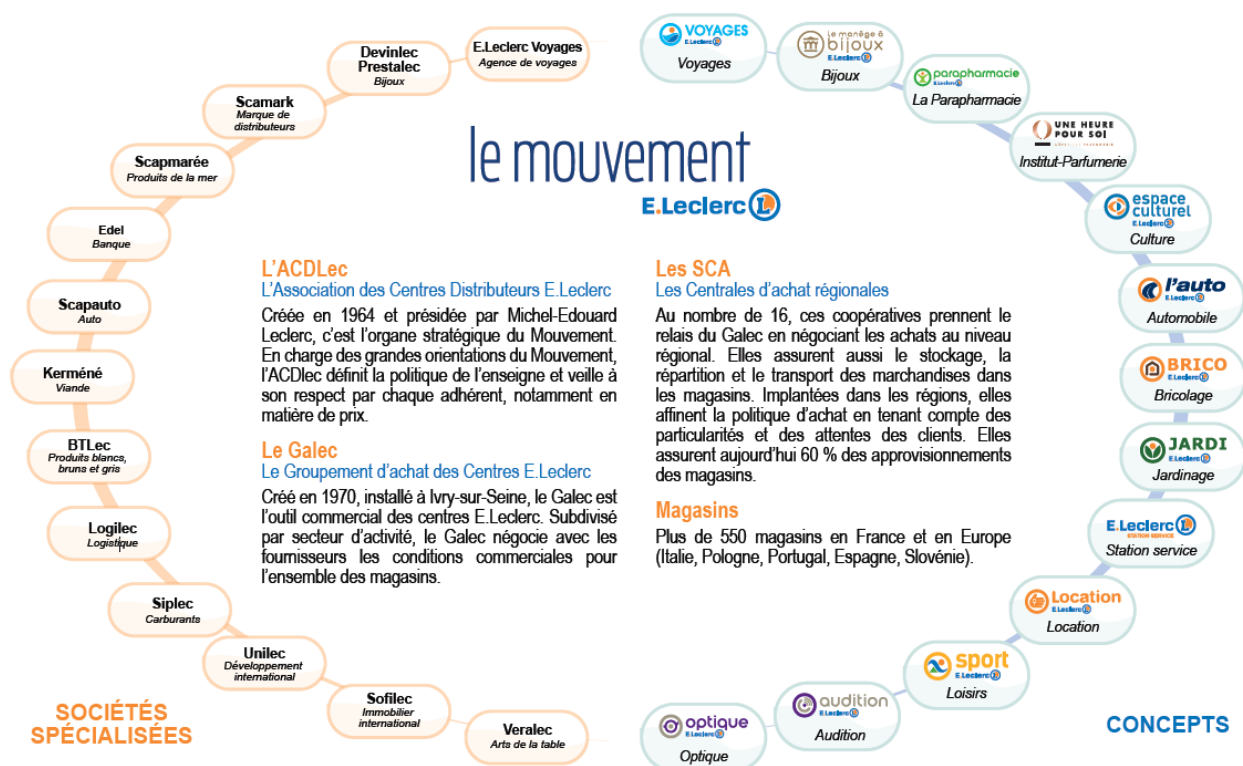 E.Leclerc Voyages
Agence de voyages
Devinlec
Prestalec
Bijoux
Scamark
Marque de
distributeurs
Scapmarée
Produits de la mer
Edel
Banque
Scapauto
Auto
Kerméné
Viande
BTLec
Produits blancs,
bruns et gris
Logilec
Logistique
Siplec
Carburants
Unilec
Développement
international
Sofilec
Immobilier
international
Veralec
Arts de la table
SOCIÉTÉS
SPÉCIALISÉES
le mouvement
E.Leclerc L
L'ACDLec
L'Association des Centres Distributeurs E.Leclerc
Créée en 1964 et présidée par Michel-Edouard
Leclerc, c'est l'organe stratégique du Mouvement.
En charge des grandes orientations du Mouvement,
l'ACDlec définit la politique de l'enseigne et veille à
son respect par chaque adhérent, notamment en
matière de prix.
Le Galec
Le Groupement d'achat des Centres E.Leclerc
Créé en 1970, installé à Ivry-sur-Seine, le Galec est
l'outil commercial des centres E.Leclerc. Subdivisé
par secteur d'activité, le Galec négocie avec les
fournisseurs les conditions commerciales pour
l'ensemble des magasins.
Les SCA
Les Centrales d'achat régionales
Au nombre de 16, ces coopératives prennent le
relais du Galec en négociant les achats au niveau
régional. Elles assurent aussi le stockage, la
répartition et le transport des marchandises dans
les magasins. Implantées dans les régions, elles
affinent la politique d'achat en tenant compte des
particularités et des attentes des clients. Elles
assurent aujourd'hui 60 % des approvisionnements
des magasins.
Magasins
Plus de 550 magasins en France et en Europe
(Italie, Pologne, Portugal, Espagne, Slovénie).
VOYAGES
E.Leclerc L
Voyages
le manège à
bijoux
E.Leclerc L
Bijoux
parapharmacie
E.Leclerc L
La Parapharmacie
UNE HEURE
POUR SOI
Institut-Parfumerie
espace
culturel
E.Leclerc L
Culture
l'auto
E.Leclerc L
Automobile
BRICO
E.Leclerc L
Bricolage
JARDI
E.Leclerc L
Jardinage
E.Leclerc L
STATION SERVICE
Station service
Location
E.Leclerc L
Location
sport
E.Leclerc L
Loisirs
audition
E.Leclerc L
Audition
optique
E.Leclerc L
Optique
CONCEPTS